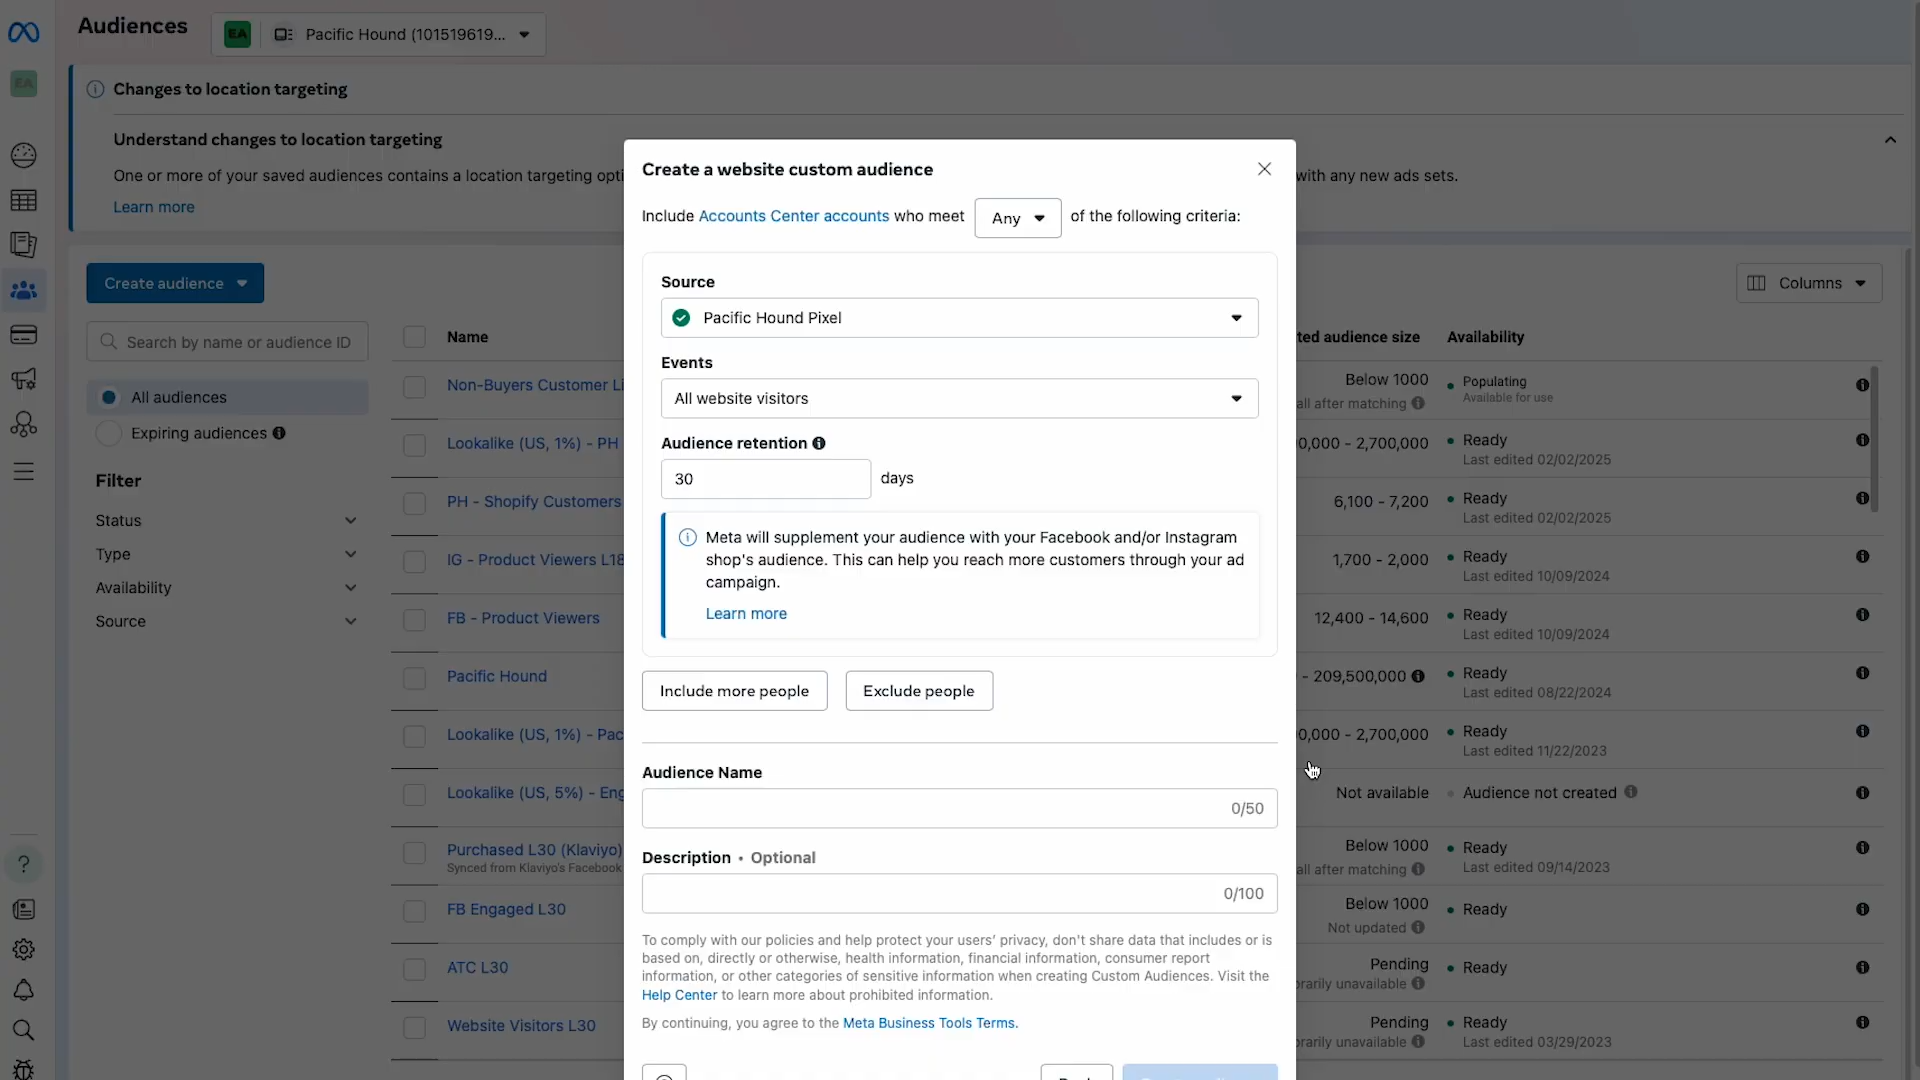 Audiences
EA
Pacific Hound (101519619...
EA
Changes to location targeting
Understand changes to location targeting
One or more of your saved audiences contains a location targeting opti
with any new ads sets.
Learn more
Create audience
Columns
Search by name or audience ID
All audiences
Expiring audiences
Filter
Status
Type
Availability
Source
Name
ted audience size
Availability
Non-Buyers Customer Li
Below 1000
all after matching
Populating
Available for use
Lookalike (US, 1%) - PH
0,000 - 2,700,000
Ready
Last edited 02/02/2025
PH - Shopify Customers
6,100 - 7,200
Ready
Last edited 02/02/2025
IG - Product Viewers L18
1,700 - 2,000
Ready
Last edited 10/09/2024
FB - Product Viewers
12,400 - 14,600
Ready
Last edited 10/09/2024
Pacific Hound
- 209,500,000
Ready
Last edited 08/22/2024
Lookalike (US, 1%) - Pac
0,000 - 2,700,000
Ready
Last edited 11/22/2023
Lookalike (US, 5%) - Eng
Not available
Audience not created
Purchased L30 (Klaviyo)
Synced from Klaviyo's Facebook
Below 1000
all after matching
Ready
Last edited 09/14/2023
FB Engaged L30
Below 1000
Not updated
Ready
ATC L30
Pending
orarily unavailable
Ready
Website Visitors L30
Pending
orarily unavailable
Ready
Last edited 03/29/2023
Create a website custom audience
Include Accounts Center accounts who meet Any of the following criteria:
Source
Pacific Hound Pixel
Events
All website visitors
Audience retention
30 days
Meta will supplement your audience with your Facebook and/or Instagram
shop's audience. This can help you reach more customers through your ad
campaign.
Learn more
Include more people
Exclude people
Audience Name
0/50
Description • Optional
0/100
To comply with our policies and help protect your users' privacy, don't share data that includes or is
based on, directly or otherwise, health information, financial information, consumer report
information, or other categories of sensitive information when creating Custom Audiences. Visit the
Help Center to learn more about prohibited information.
By continuing, you agree to the Meta Business Tools Terms.